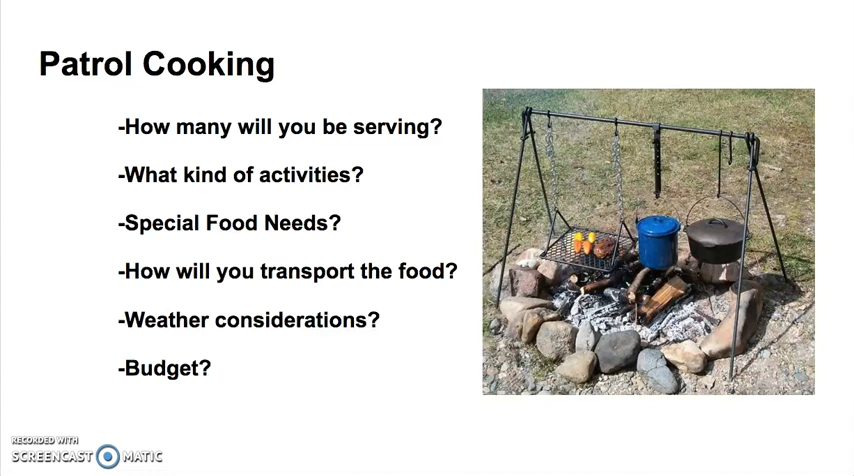 Patrol Cooking
-How many will you be serving?
-What kind of activities?
-Special Food Needs?
-How will you transport the food?
-Weather considerations?
-Budget?
RECORDED WITH
SCREENCAST MATIC